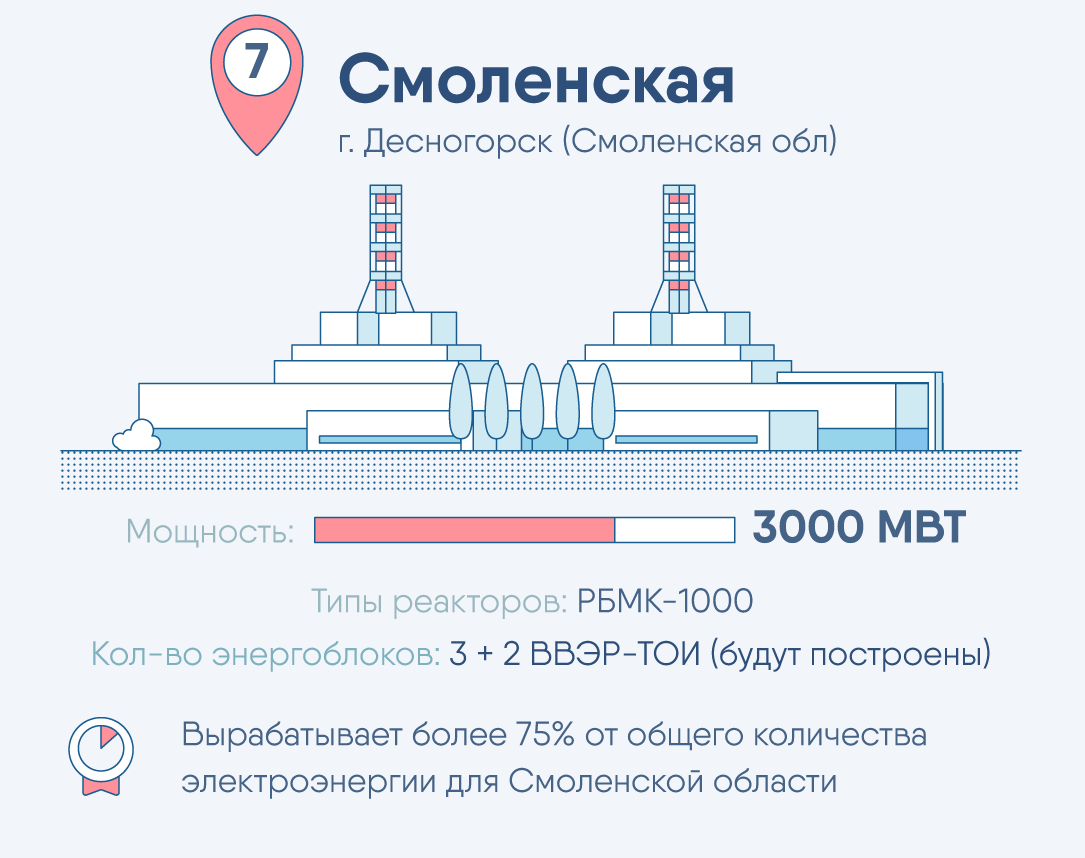 7
Смоленская
г. Десногорск (Смоленская обл)
Мощность: 3000 МВТ
Типы реакторов: РБМК-1000
Кол-во энергоблоков: 3 + 2 ВВЭР-ТОИ (будут построены)
Вырабатывает более 75% от общего количества
электроэнергии для Смоленской области